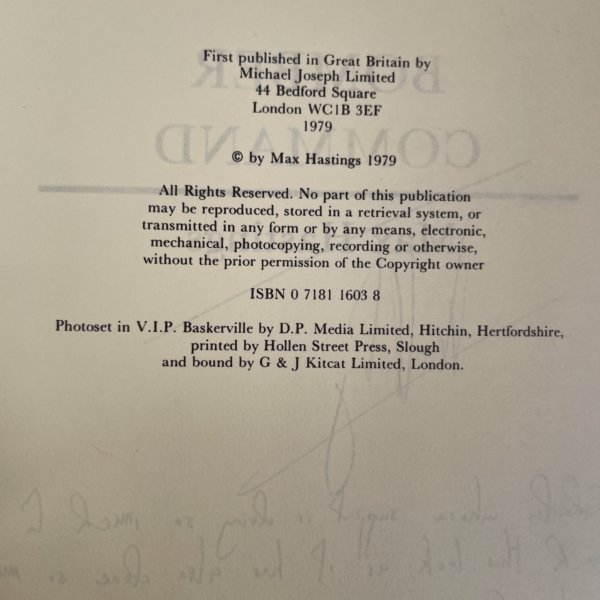 First published in Great Britain by
Michael Joseph Limited
44 Bedford Square
London WC1B 3EF
1979
© by Max Hastings 1979
All Rights Reserved. No part of this publication
may be reproduced, stored in a retrieval system, or
transmitted in any form or by any means, electronic,
mechanical, photocopying, recording or otherwise,
without the prior permission of the Copyright owner
ISBN 0 7181 1603 8
Photoset in V.I.P. Baskerville by D.P. Media Limited, Hitchin, Hertfordshire,
printed by Hollen Street Press, Slough
and bound by G & J Kitcat Limited, London.